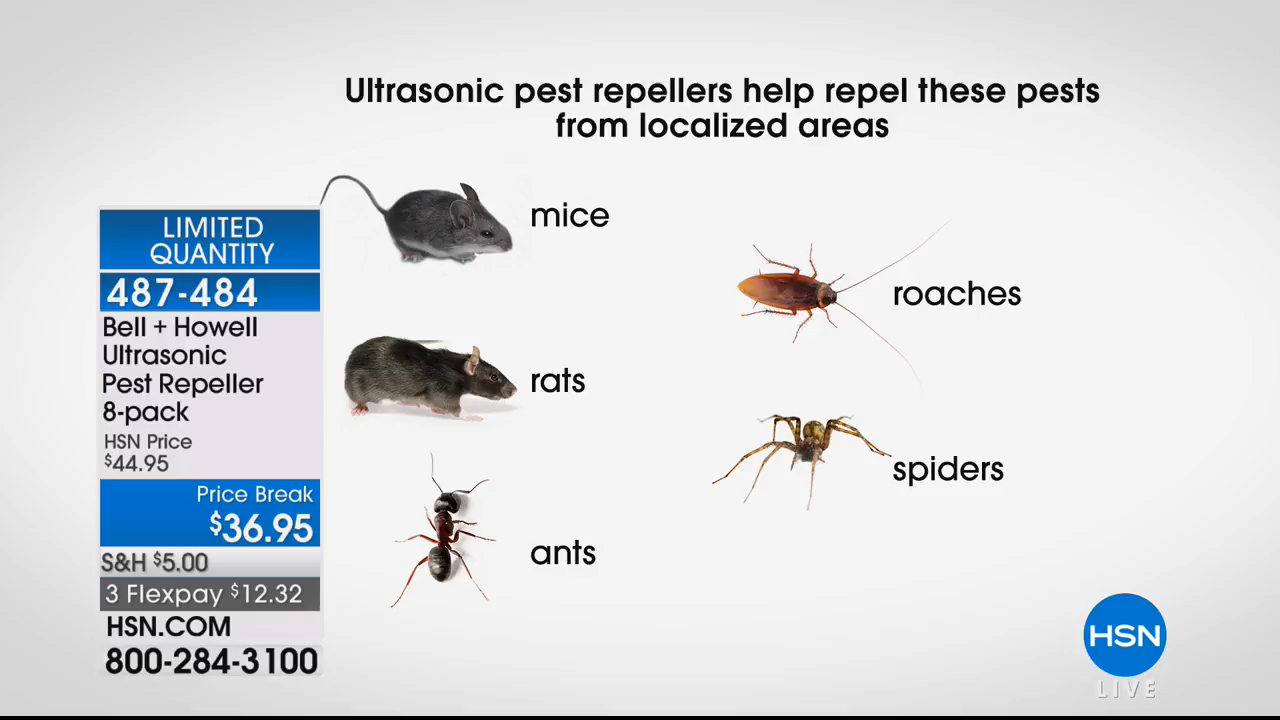 Ultrasonic pest repellers help repel these pests
from localized areas
LIMITED
QUANTITY
487-484
Bell + Howell
Ultrasonic
Pest Repeller
8-pack
HSN Price
$44.95
Price Break
$36.95
S&H $5.00
3 Flexpay $12.32
HSN.COM
800-284-3100
mice
rats
ants
roaches
spiders
HSN
LIVE